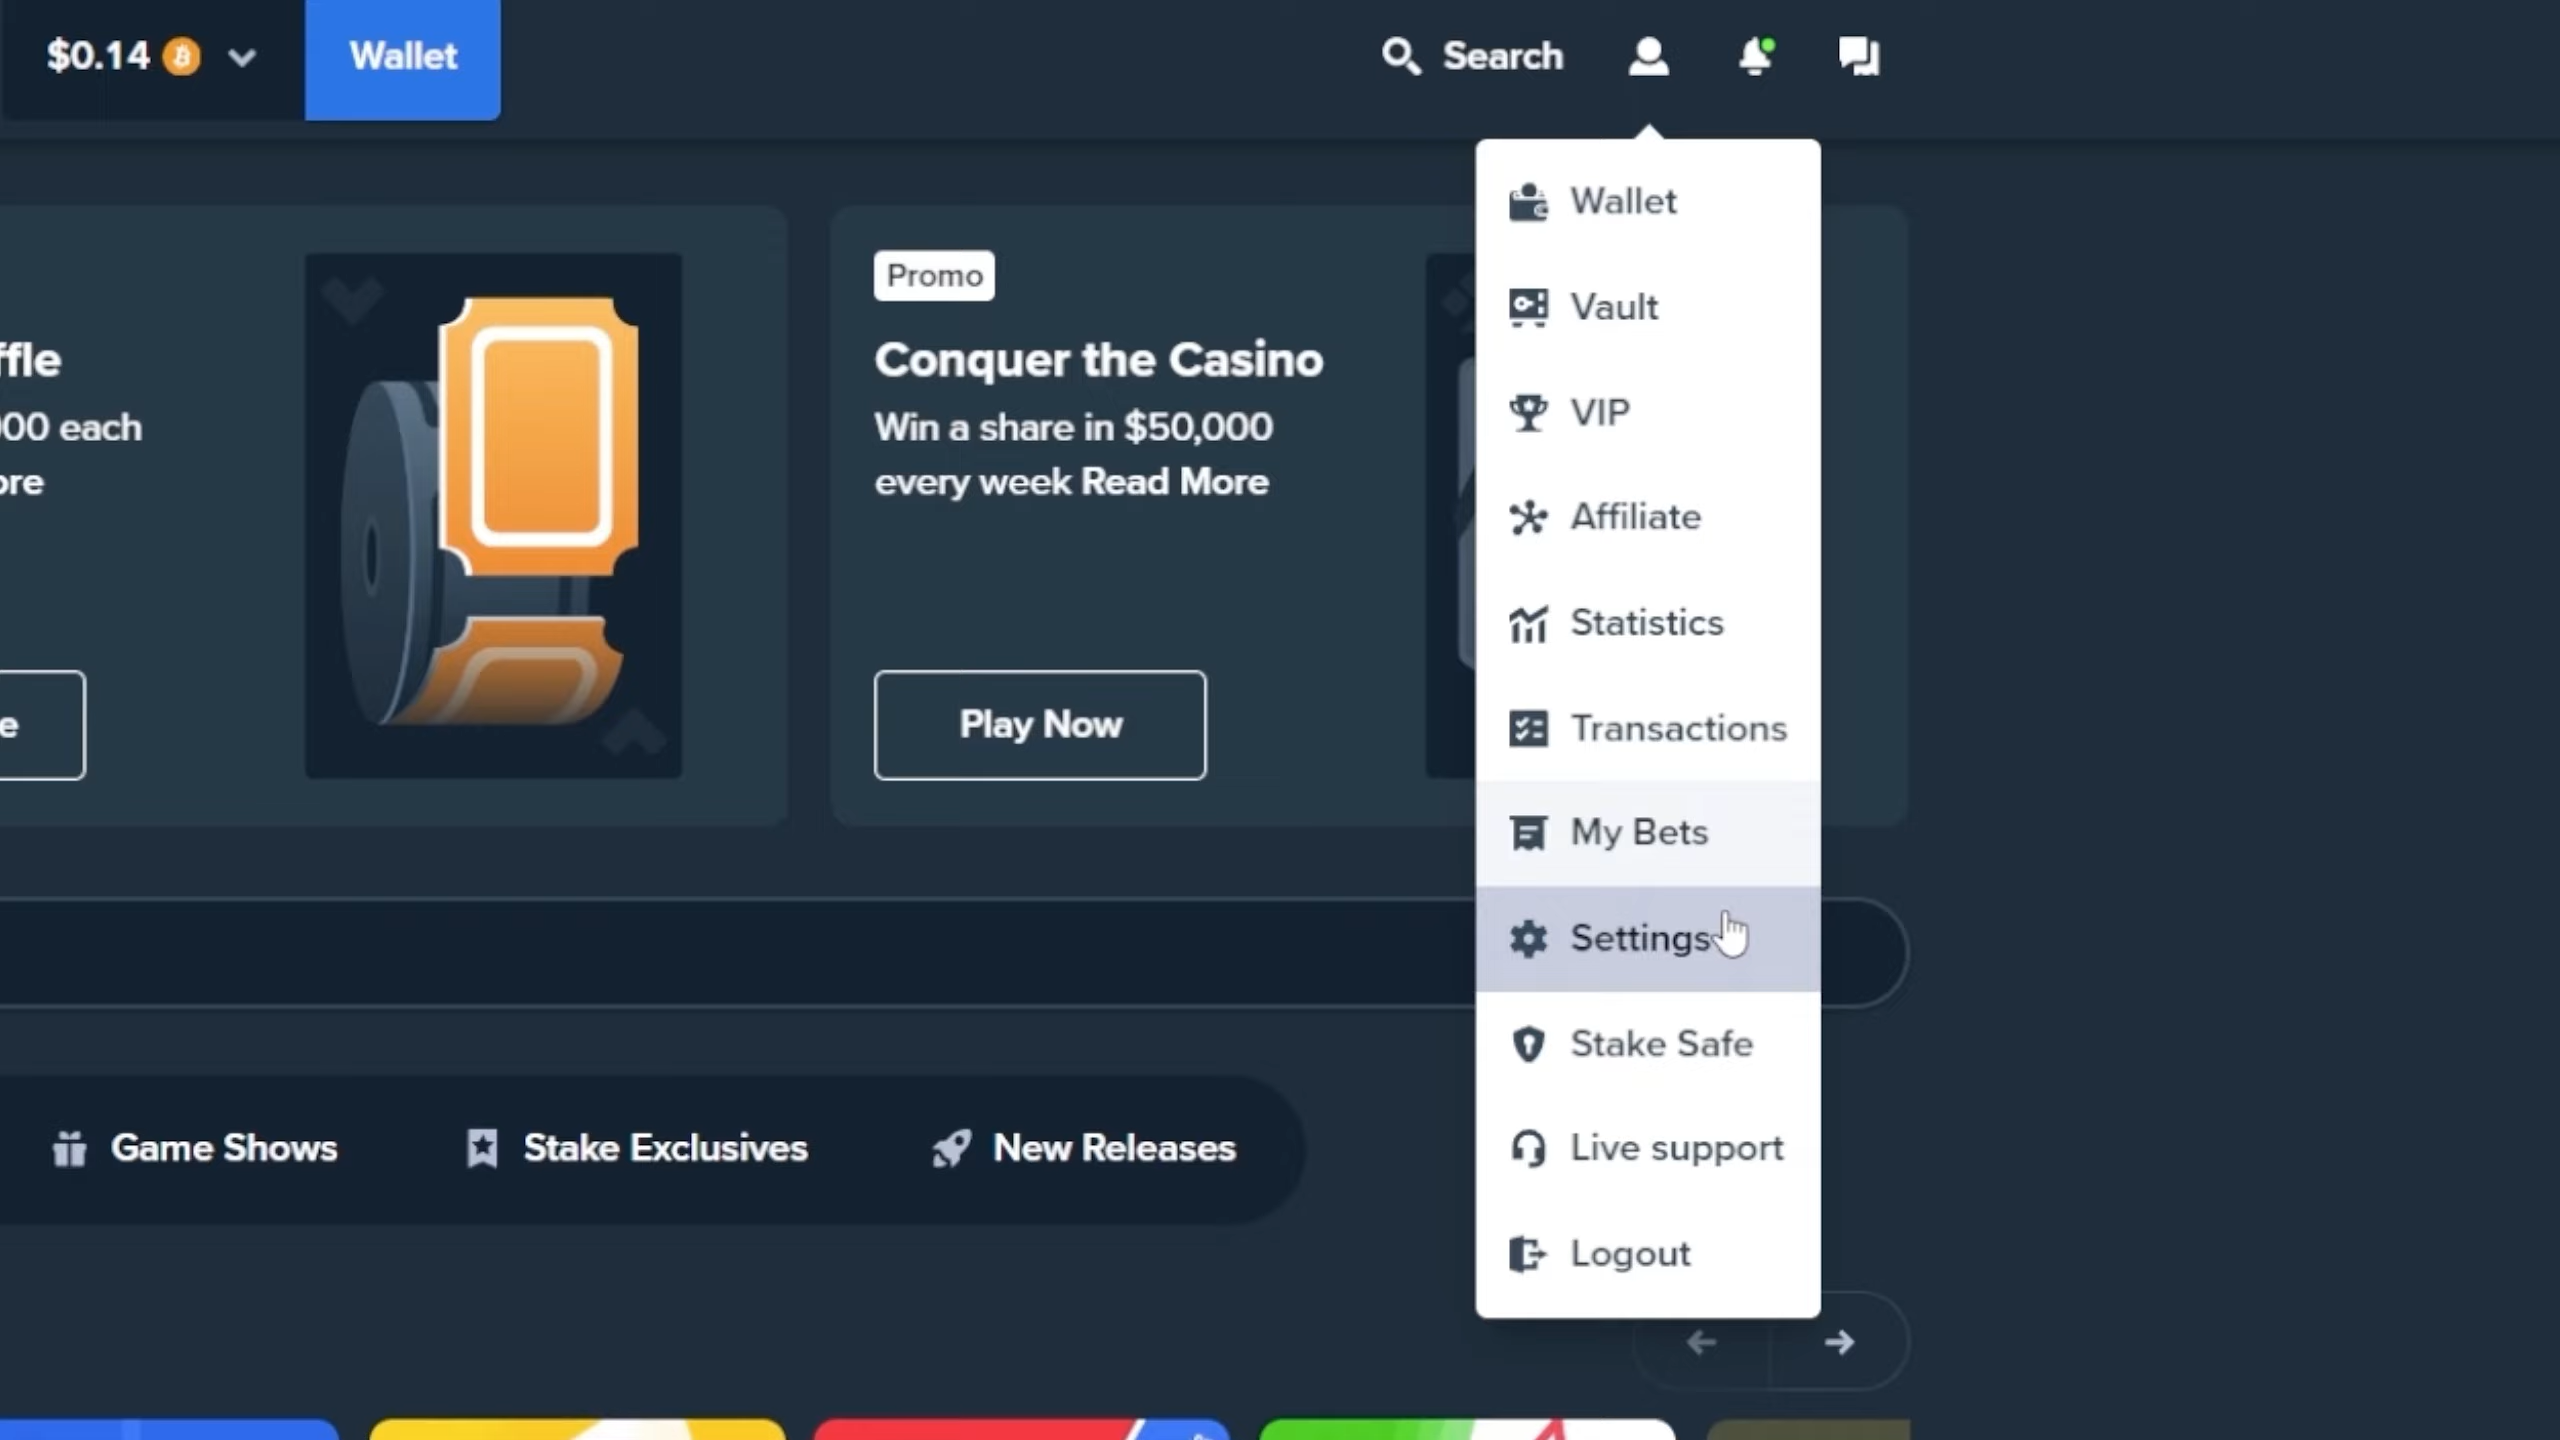 $0.14
Wallet
Search
Promo
Conquer the Casino
Win a share in $50,000
every week Read More
Play Now
00 each
Wallet
Vault
VIP
Affiliate
Statistics
Transactions
My Bets
Settings
Stake Safe
Live support
Logout
Game Shows
Stake Exclusives
New Releases